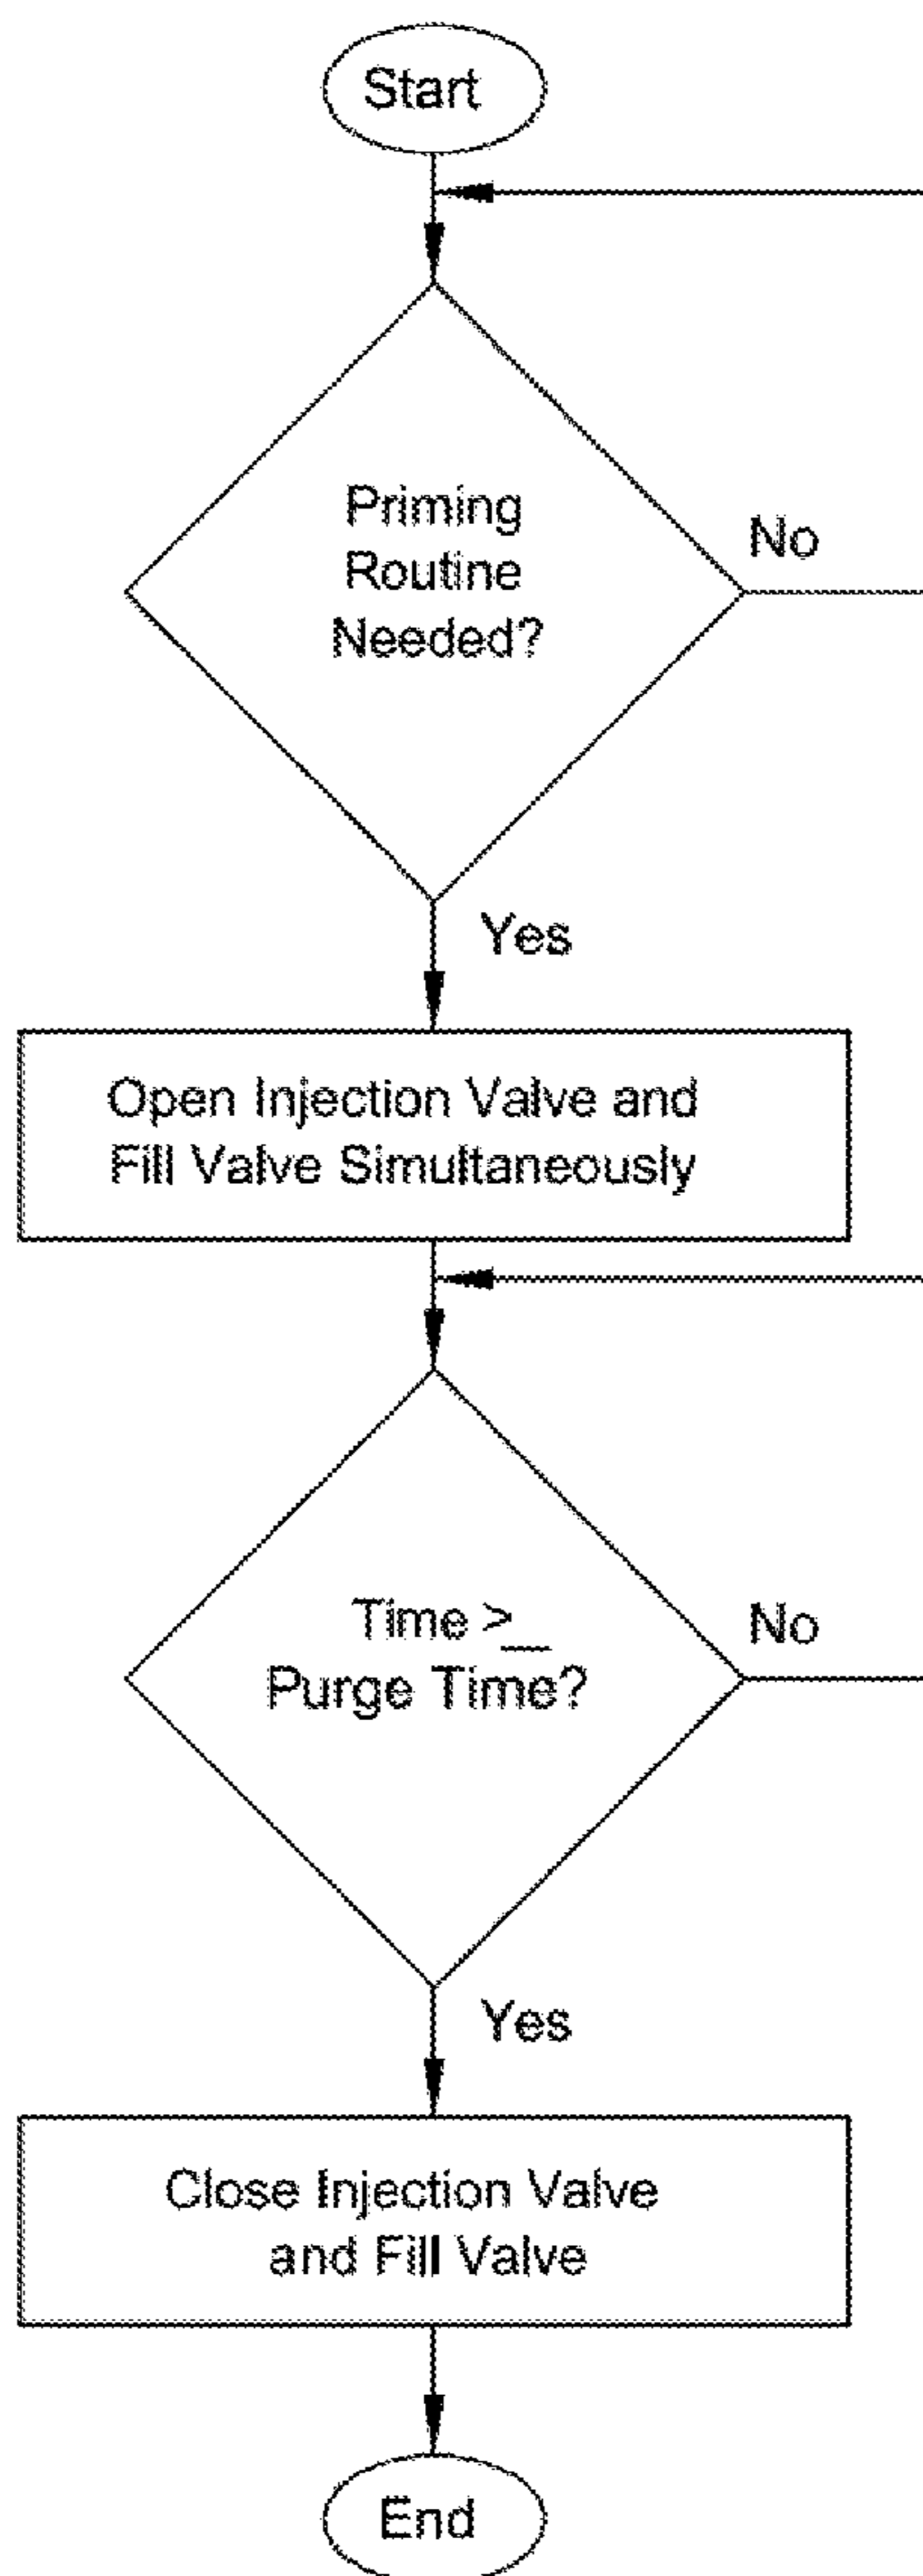 Start
Priming
Routine
Needed?
No
Yes
Open Injection Valve and
Fill Valve Simultaneously
Time >_
Purge Time?
No
Yes
Close Injection Valve
and Fill Valve
End